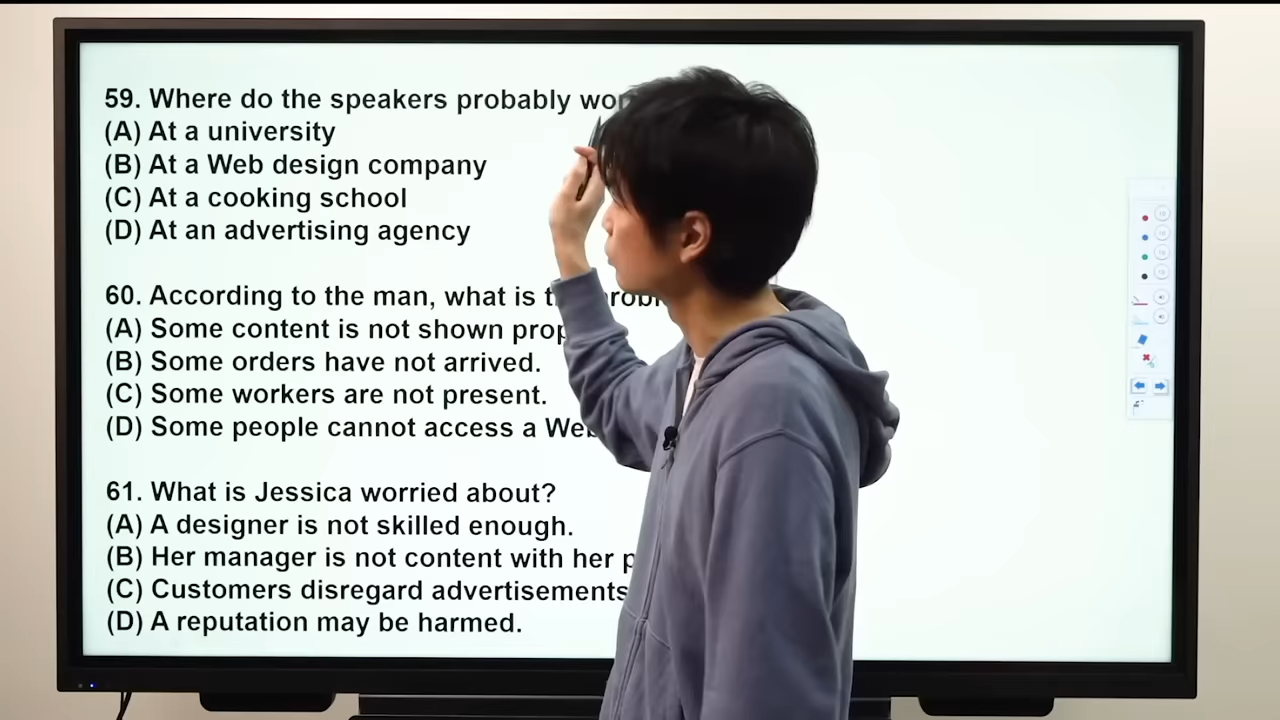 59. Where do the speakers probably
(A) At a university
(B) At a Web design company
(C) At a cooking school
(D) At an advertising agency
60. According to the man, what is
(A) Some content is not shown
(B) Some orders have not arrived.
(C) Some workers are not present.
(D) Some people cannot access a
61. What is Jessica worried about?
(A) A designer is not skilled enough.
(B) Her manager is not content with her
(C) Customers disregard advertisements
(D) A reputation may be harmed.